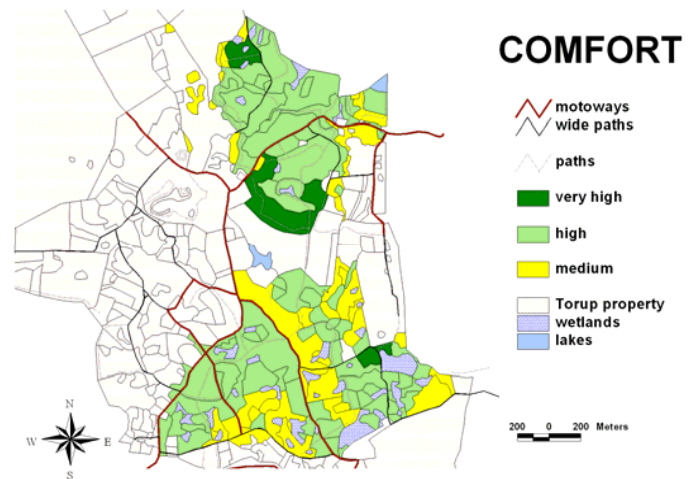 COMFORT
motoways
wide paths
paths
very high
high
medium
Torup property
wetlands
lakes
N
W E
S
200 0 200 Meters